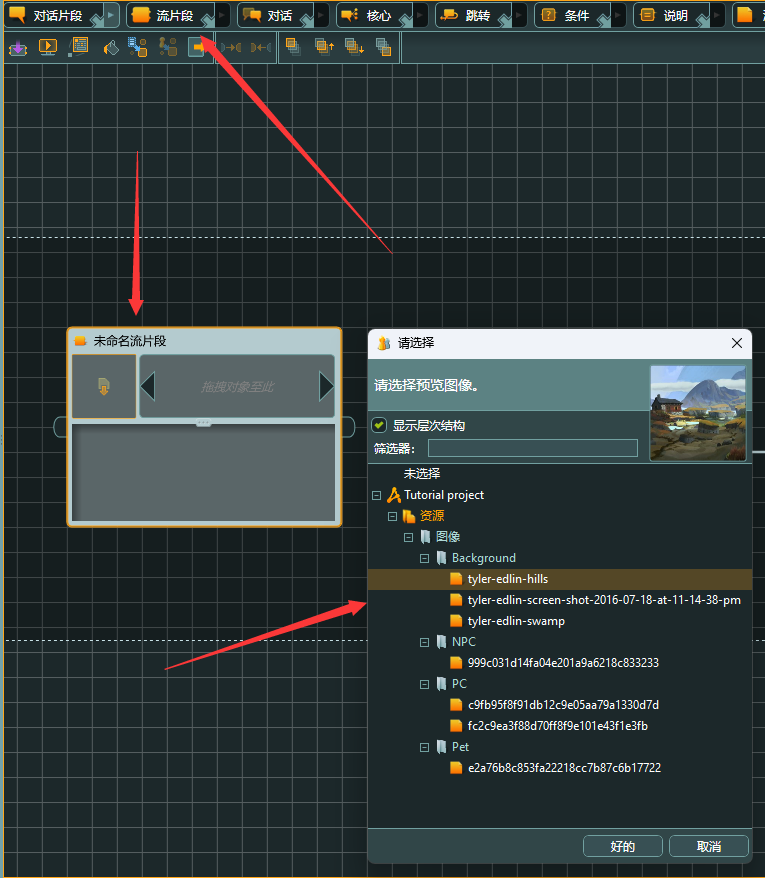 对话片段
流片段
对话
核心
跳转
条件
说明
未命名流片段
拖拽对象至此
请选择
请选择预览图像。
显示层次结构
筛选器：
未选择
Tutorial project
资源
图像
Background
tyler-edlin-hills
tyler-edlin-screen-shot-2016-07-18-at-11-14-38-pm
tyler-edlin-swamp
NPC
999c031d14fa04e201a9a6218c833233
PC
c9fb95f8f91db12c9e05aa79a1330d7d
fc2c9ea3f88d70ff8f9e101e43f1e3fb
Pet
e2a76b8c853fa22218cc7b87c6b17722
好的
取消